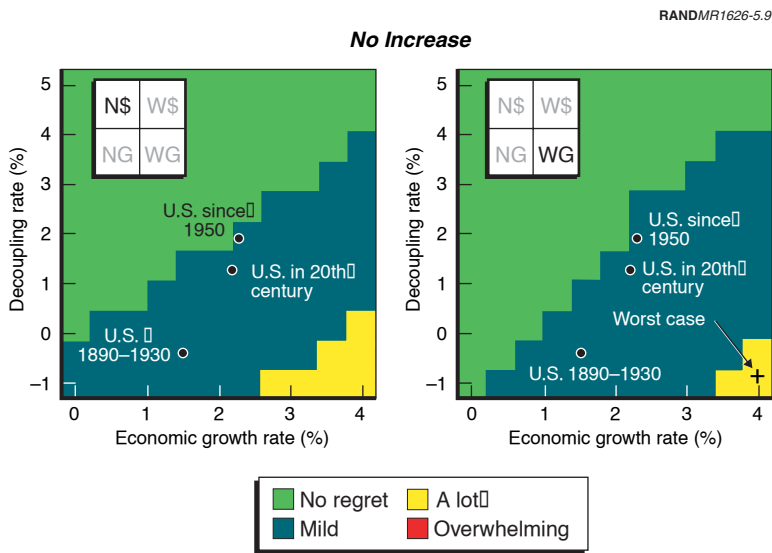 RANDMR1626-5.9
No Increase
5
4
3
2
1
0
–1
Decoupling rate (%)
N$ W$
NG WG
U.S. since▯
1950
U.S. in 20th▯
century
U.S. ▯
1890–1930
0 1 2 3 4
Economic growth rate (%)
5
4
3
2
1
0
–1
Decoupling rate (%)
N$ W$
NG WG
U.S. since▯
1950
U.S. in 20th▯
century
Worst case
U.S. 1890–1930
0 1 2 3 4
Economic growth rate (%)
No regret A lot▯
Mild Overwhelming